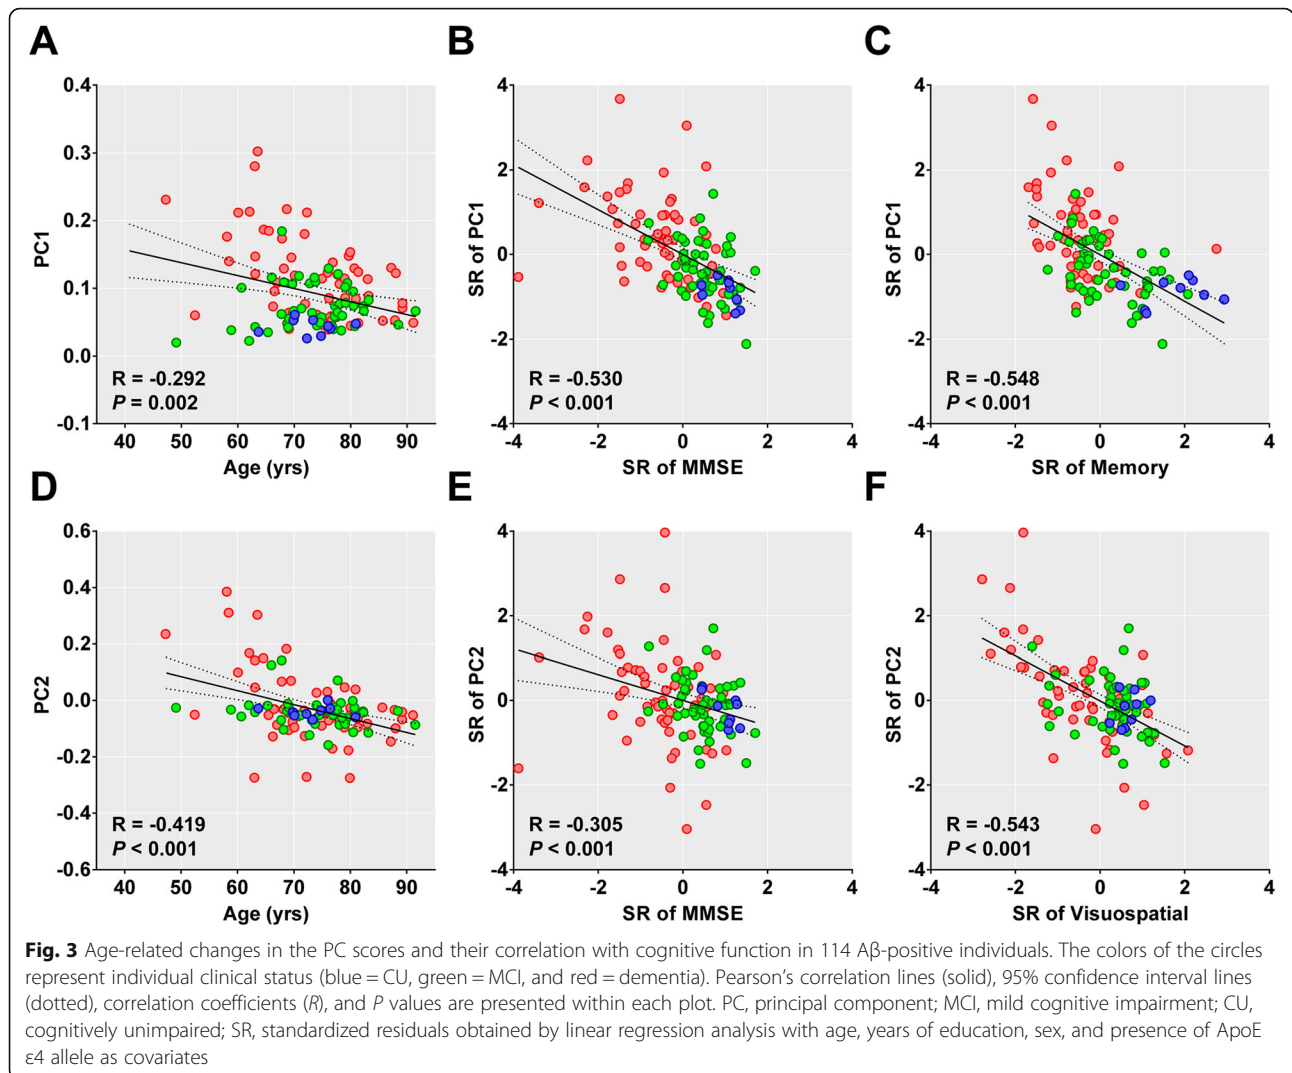 A
PC1
0.4
0.3
0.2
0.1
0.0
-0.1
R = -0.292
P = 0.002
40 50 60 70 80 90
Age (yrs)
B
SR of PC1
4
2
0
-2
-4
R = -0.530
P < 0.001
-4 -2 0 2 4
SR of MMSE
C
SR of PC1
4
2
0
-2
-4
R = -0.548
P < 0.001
-4 -2 0 2 4
SR of Memory
D
PC2
0.6
0.4
0.2
0.0
-0.2
-0.4
-0.6
R = -0.419
P < 0.001
40 50 60 70 80 90
Age (yrs)
E
SR of PC2
4
2
0
-2
-4
R = -0.305
P < 0.001
-4 -2 0 2 4
SR of MMSE
F
SR of PC2
4
2
0
-2
-4
R = -0.543
P < 0.001
-4 -2 0 2 4
SR of Visuospatial
Fig. 3 Age-related changes in the PC scores and their correlation with cognitive function in 114 Aβ-positive individuals. The colors of the circles
represent individual clinical status (blue = CU, green = MCI, and red = dementia). Pearson's correlation lines (solid), 95% confidence interval lines
(dotted), correlation coefficients (R), and P values are presented within each plot. PC, principal component; MCI, mild cognitive impairment; CU,
cognitively unimpaired; SR, standardized residuals obtained by linear regression analysis with age, years of education, sex, and presence of ApoE
ε4 allele as covariates